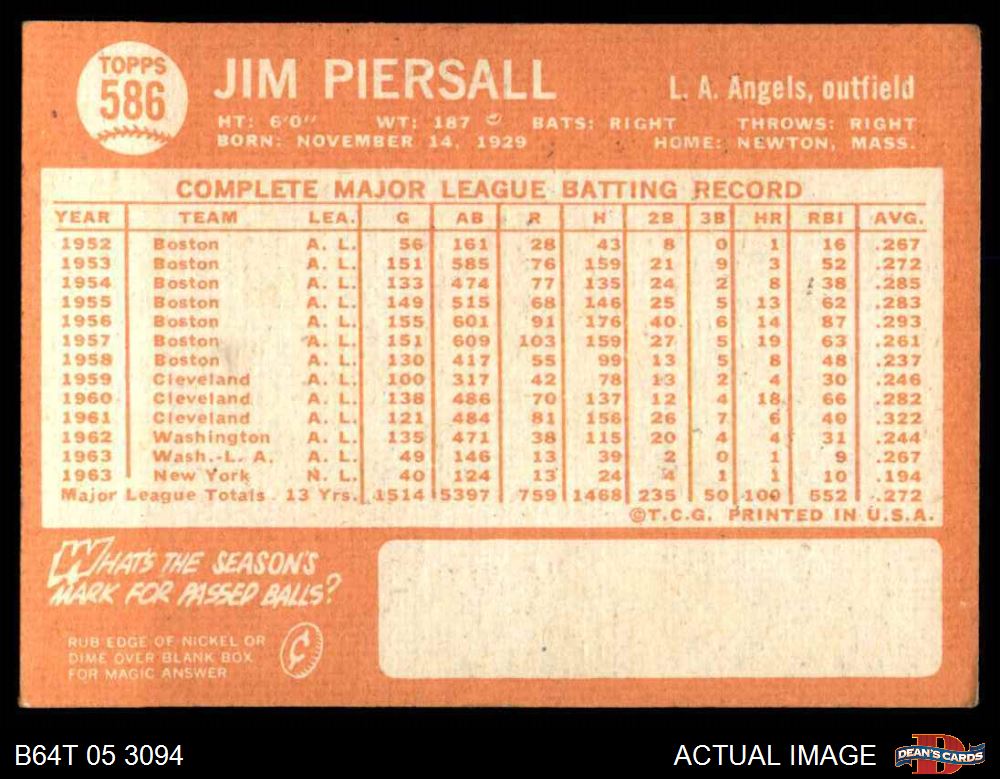 TOPPS
586
JIM PIERSALL
L. A. Angels, outfield
HT: 6'0" WT: 187 BATS: RIGHT THROWS: RIGHT
BORN: NOVEMBER 14, 1929 HOME: NEWTON, MASS.
COMPLETE MAJOR LEAGUE BATTING RECORD
YEAR TEAM LEA. G AB R H 2B 3B HR RBI AVG.
1952 Boston A. L. 56 161 28 43 8 0 1 16 .267
1953 Boston A. L. 151 585 76 159 21 9 3 52 .272
1954 Boston A. L. 133 474 77 135 24 2 8 38 .285
1955 Boston A. L. 149 515 68 146 25 5 13 62 .283
1956 Boston A. L. 155 601 91 176 40 6 14 87 .293
1957 Boston A. L. 151 609 103 159 27 5 19 63 .261
1958 Boston A. L. 130 417 55 99 13 5 8 48 .237
1959 Cleveland A. L. 100 317 42 78 13 2 4 30 .246
1960 Cleveland A. L. 138 486 70 137 12 4 18 66 .282
1961 Cleveland A. L. 121 484 81 156 26 7 6 40 .322
1962 Washington A. L. 135 471 38 115 20 4 4 31 .244
1963 Wash.-L. A. A. L. 49 146 13 39 2 0 1 9 .267
1963 New York N. L. 40 124 13 24 4 1 1 10 .194
Major League Totals 13 Yrs. 1514 5397 759 1468 235 50 100 552 .272
©T.C.G. PRINTED IN U.S.A.
WHAT'S THE SEASON'S
MARK FOR PASSED BALLS?
RUB EDGE OF NICKEL OR
DIME OVER BLANK BOX
FOR MAGIC ANSWER
B64T 05 3094
ACTUAL IMAGE
DEAN'S CARDS